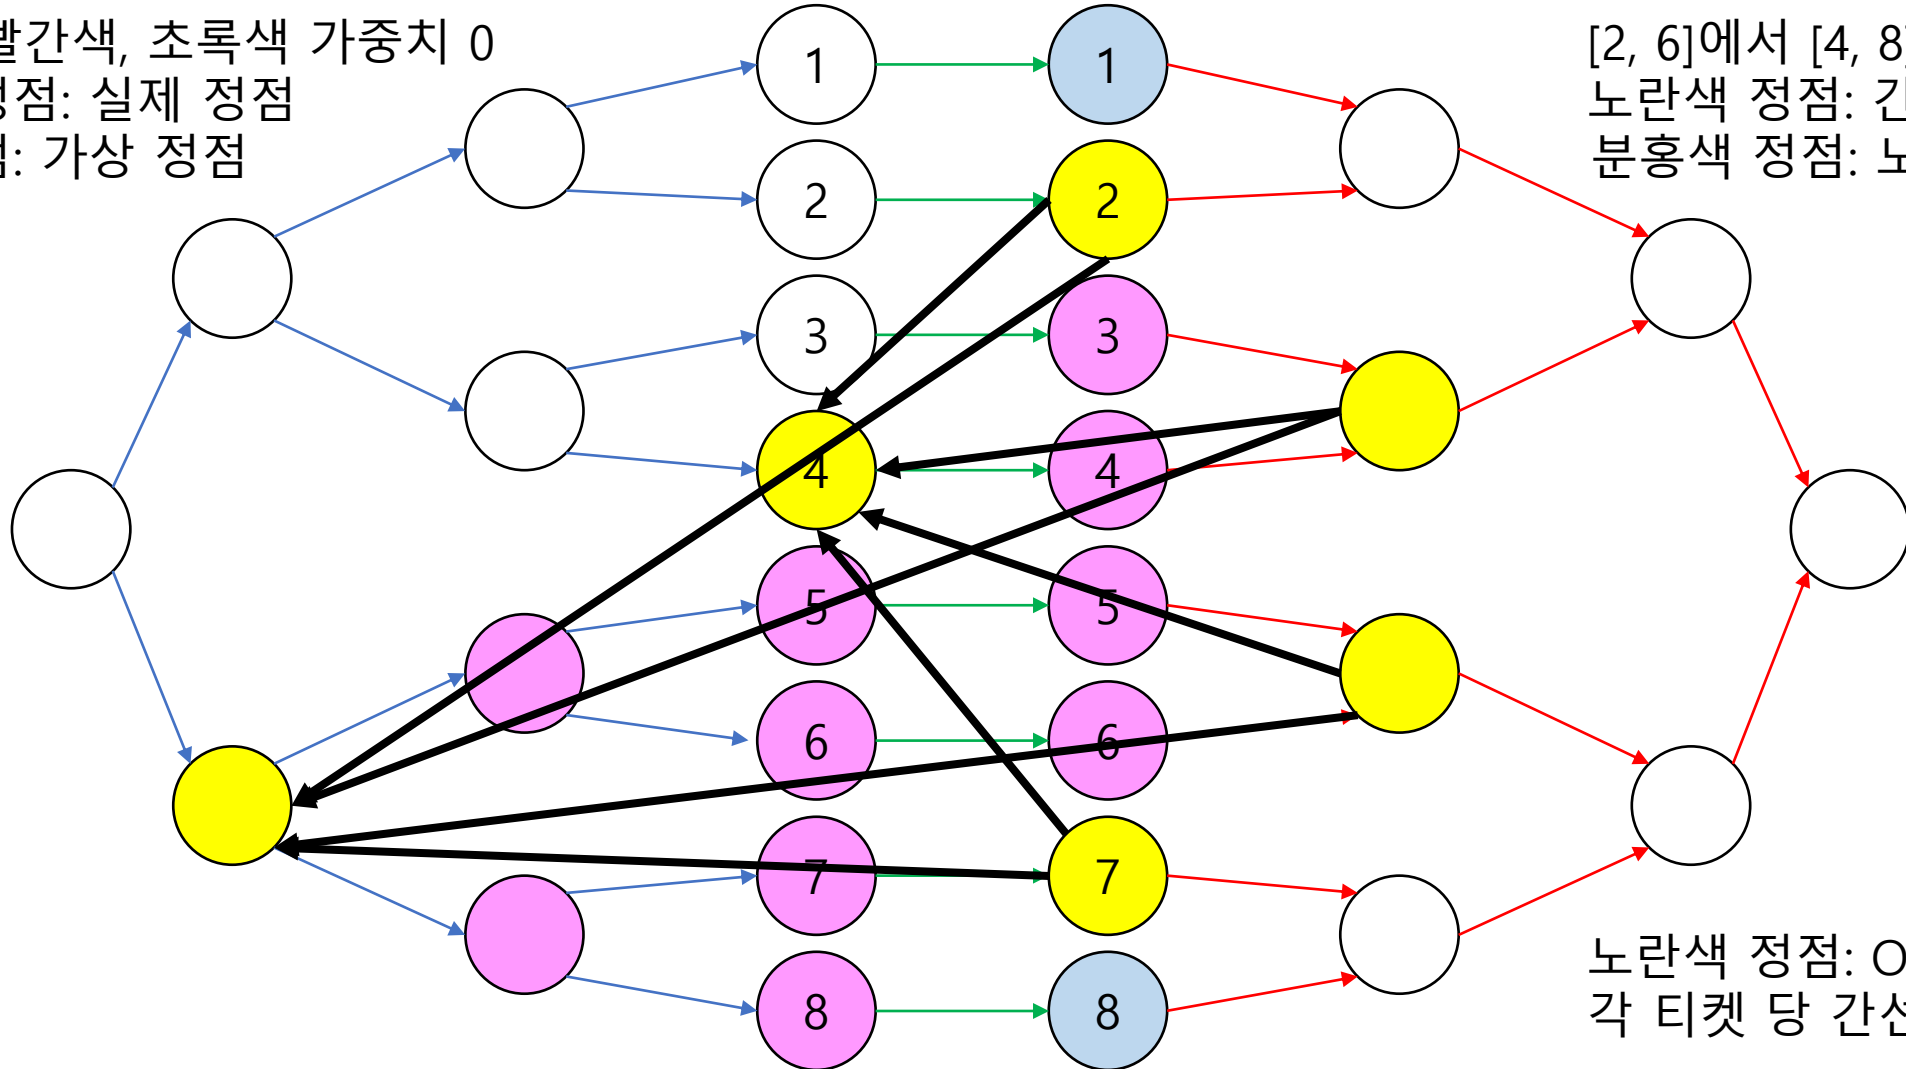 빨간색, 초록색 가중치 0
정점: 실제 정점
점: 가상 정점
[2, 6]에서 [4, 8]
노란색 정점: 간
분홍색 정점: 노
1 1
2 2
3 3
4 4
5 5
6 6
7 7
8 8
노란색 정점: O
각 티켓 당 간선